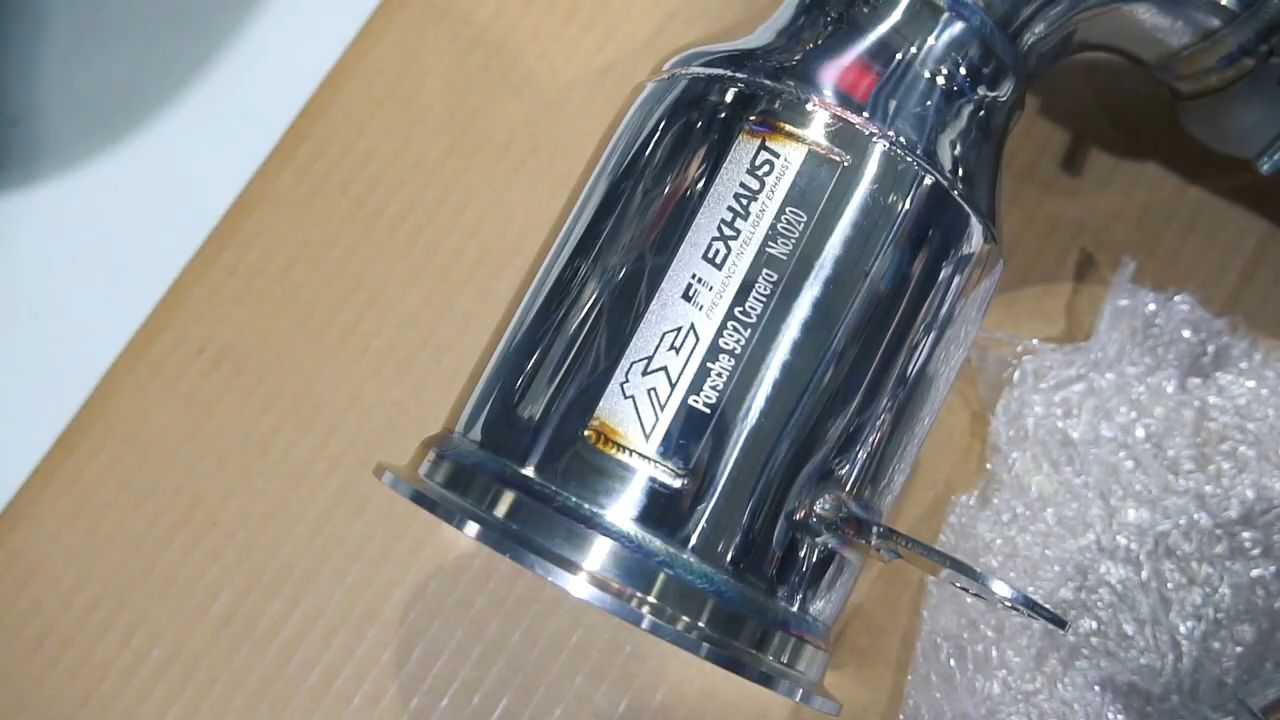 Fi EXHAUST
FREQUENCY INTELLIGENT EXHAUST
Porsche 992 Carrera No.020